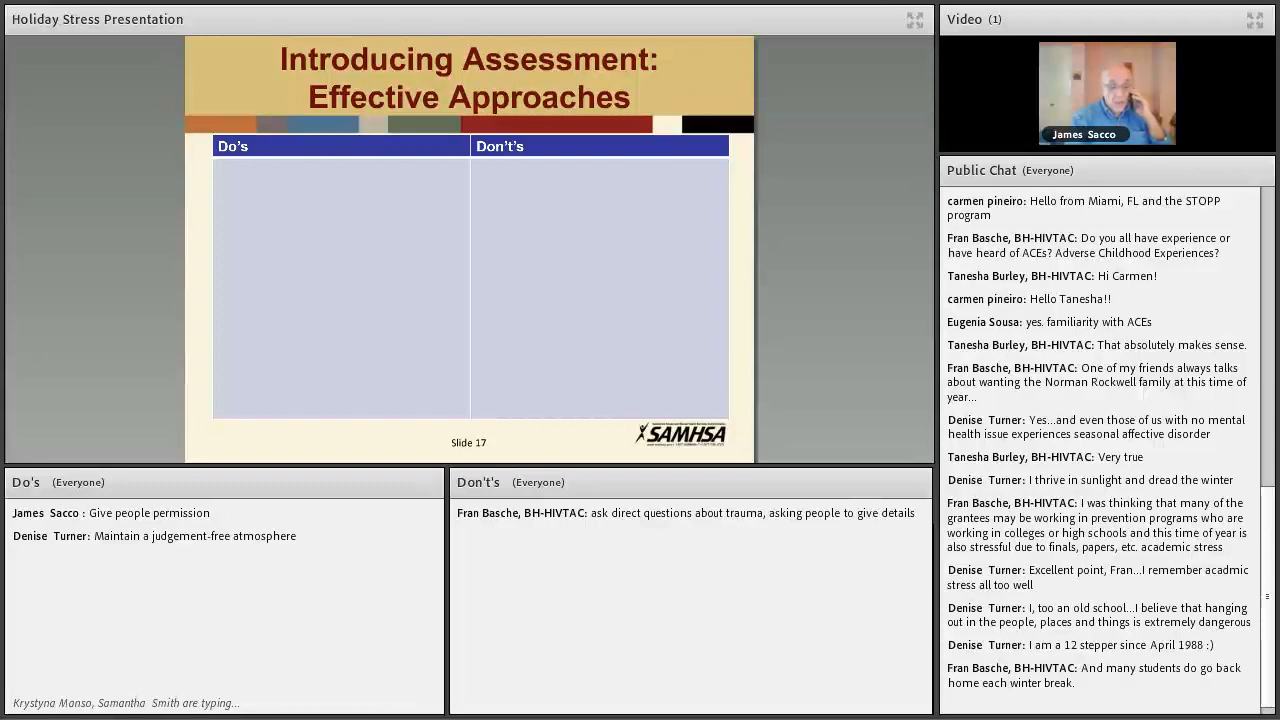 Holiday Stress Presentation
Introducing Assessment:
Effective Approaches
Do's
Don't's
SAMHSA
Slide 17
Video (1)
James Sacco
Public Chat (Everyone)
carmen pineiro: Hello from Miami, FL and the STOPP
program
Fran Basche, BH-HIVTAC: Do you all have experience or
have heard of ACEs? Adverse Childhood Experiences?
Tanesha Burley, BH-HIVTAC: Hi Carmen!
carmen pineiro: Hello Tanesha!!
Eugenia Sousa: yes. familiarity with ACEs
Tanesha Burley, BH-HIVTAC: That absolutely makes sense.
Fran Basche, BH-HIVTAC: One of my friends always talks
about wanting the Norman Rockwell family at this time of
year...
Denise Turner: Yes...and even those of us with no mental
health issue experiences seasonal affective disorder
Tanesha Burley, BH-HIVTAC: Very true
Denise Turner: I thrive in sunlight and dread the winter
Fran Basche, BH-HIVTAC: I was thinking that many of the
grantees may be working in prevention programs who are
working in colleges or high schools and this time of year is
also stressful due to finals, papers, etc. academic stress
Denise Turner: Excellent point, Fran...I remember acadmic
stress all too well
Denise Turner: I, too an old school...I believe that hanging
out in the people, places and things is extremely dangerous
Denise Turner: I am a 12 stepper since April 1988 :)
Fran Basche, BH-HIVTAC: And many students do go back
home each winter break.
Do's (Everyone)
James Sacco : Give people permission
Denise Turner: Maintain a judgement-free atmosphere
Krystyna Manso, Samantha Smith are typing...
Don't's (Everyone)
Fran Basche, BH-HIVTAC: ask direct questions about trauma, asking people to give details